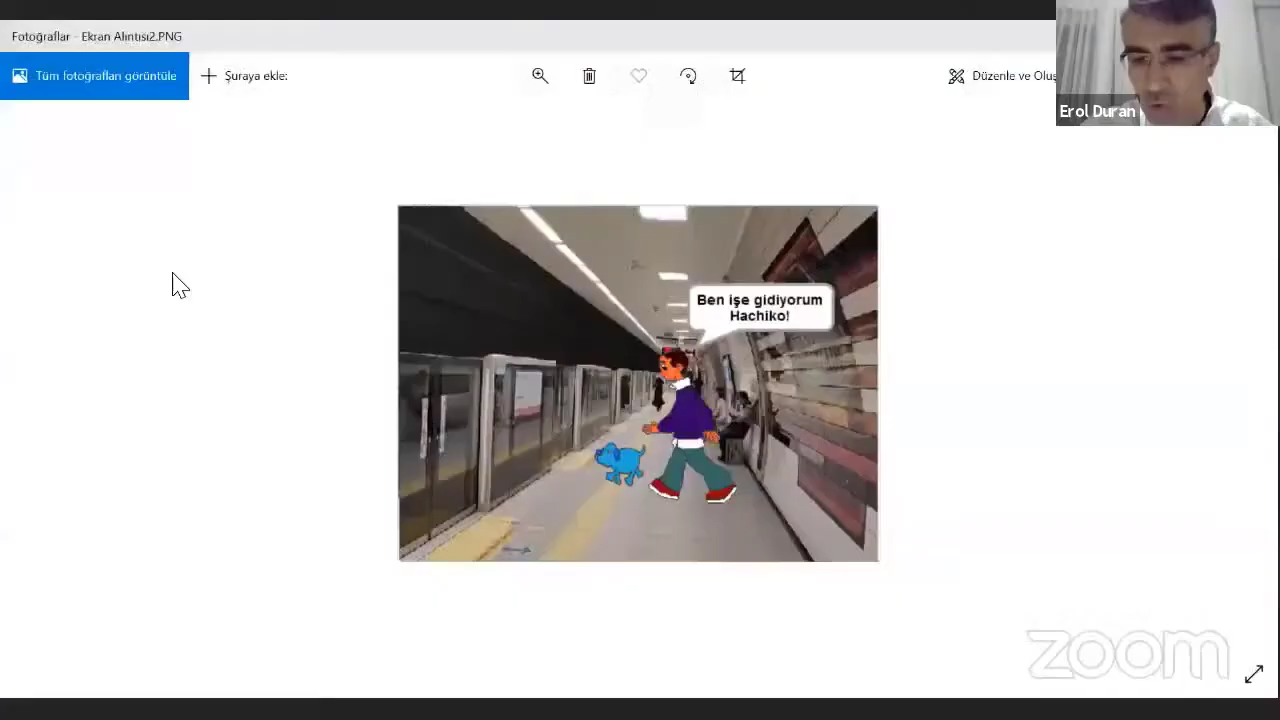 Fotoğraflar - Ekran Alıntısı2.PNG
Tüm fotoğrafları görüntüle
Şuraya ekle:
Düzenle ve Oluş
Erol Duran
Ben işe gidiyorum
Hachiko!
zoom